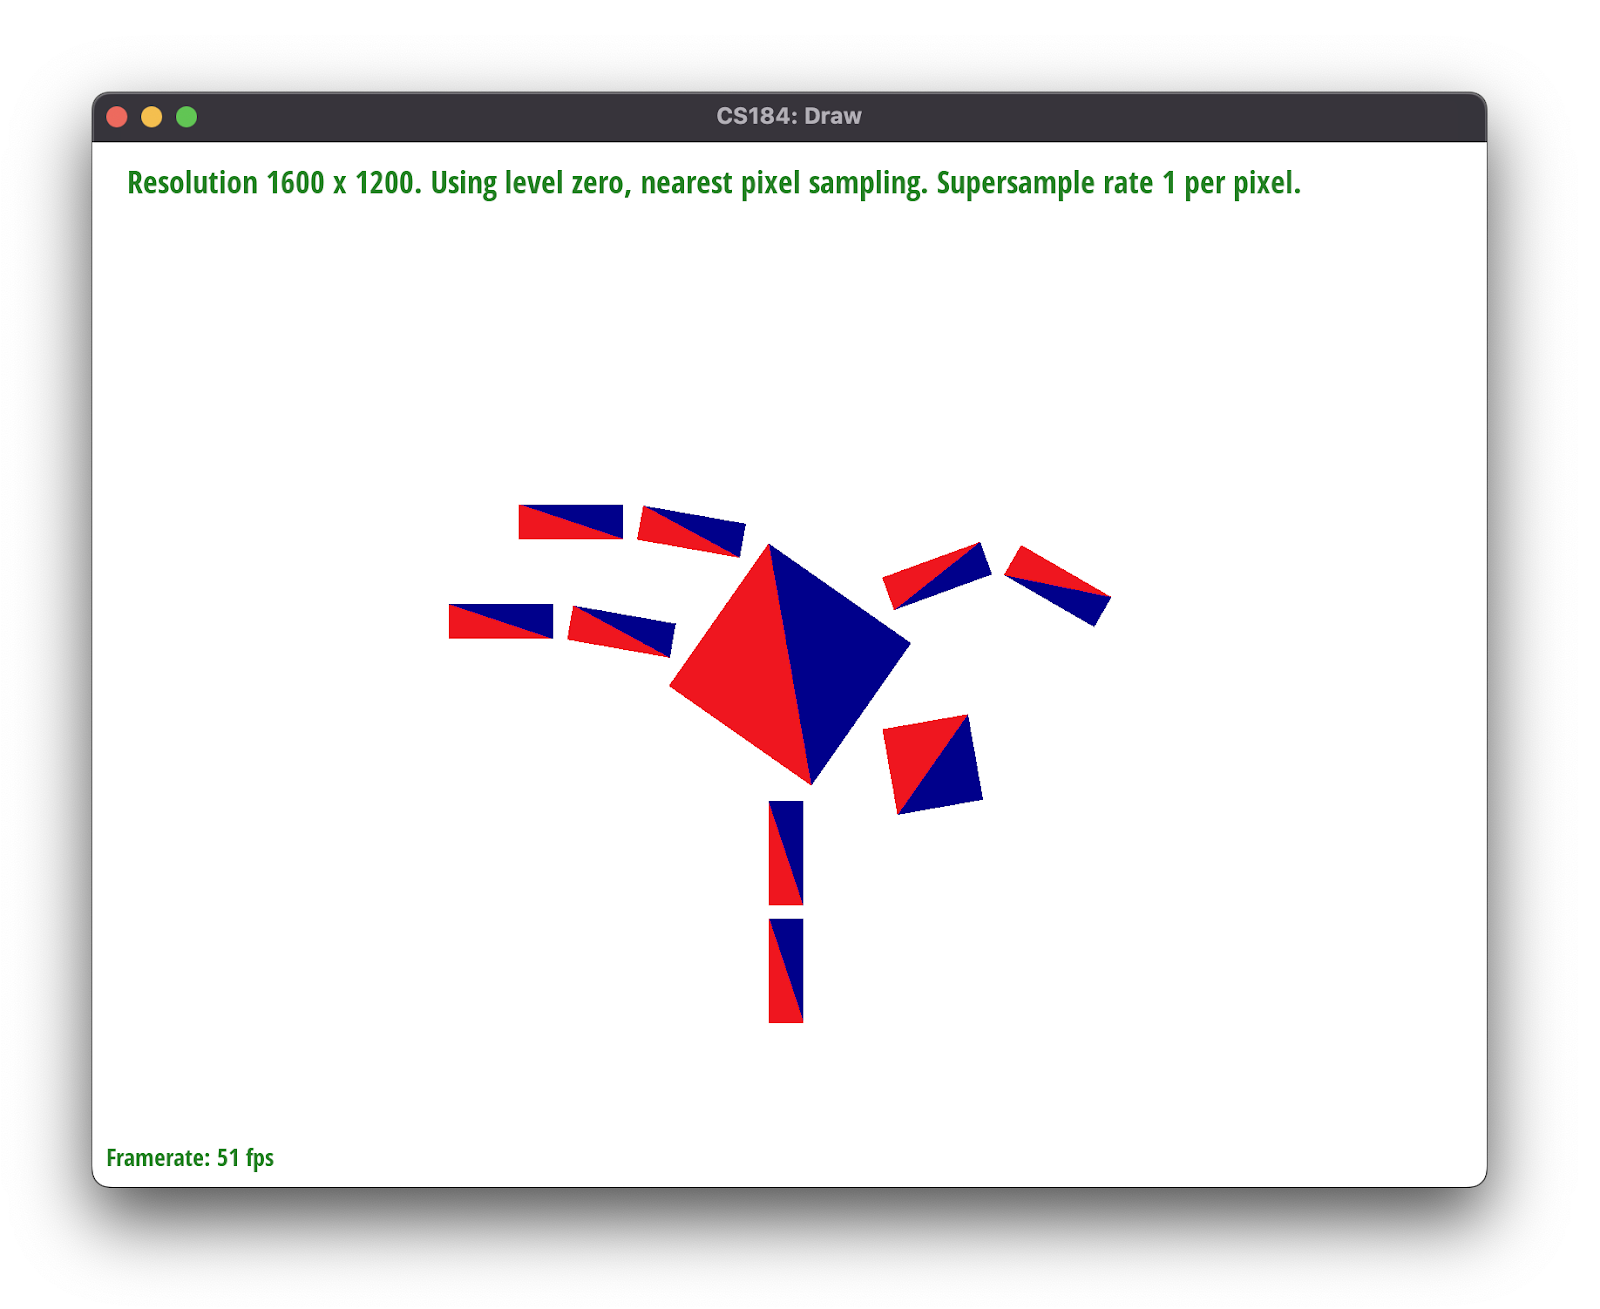 CS184: Draw
Resolution 1600 x 1200. Using level zero, nearest pixel sampling. Supersample rate 1 per pixel.
Framerate: 51 fps